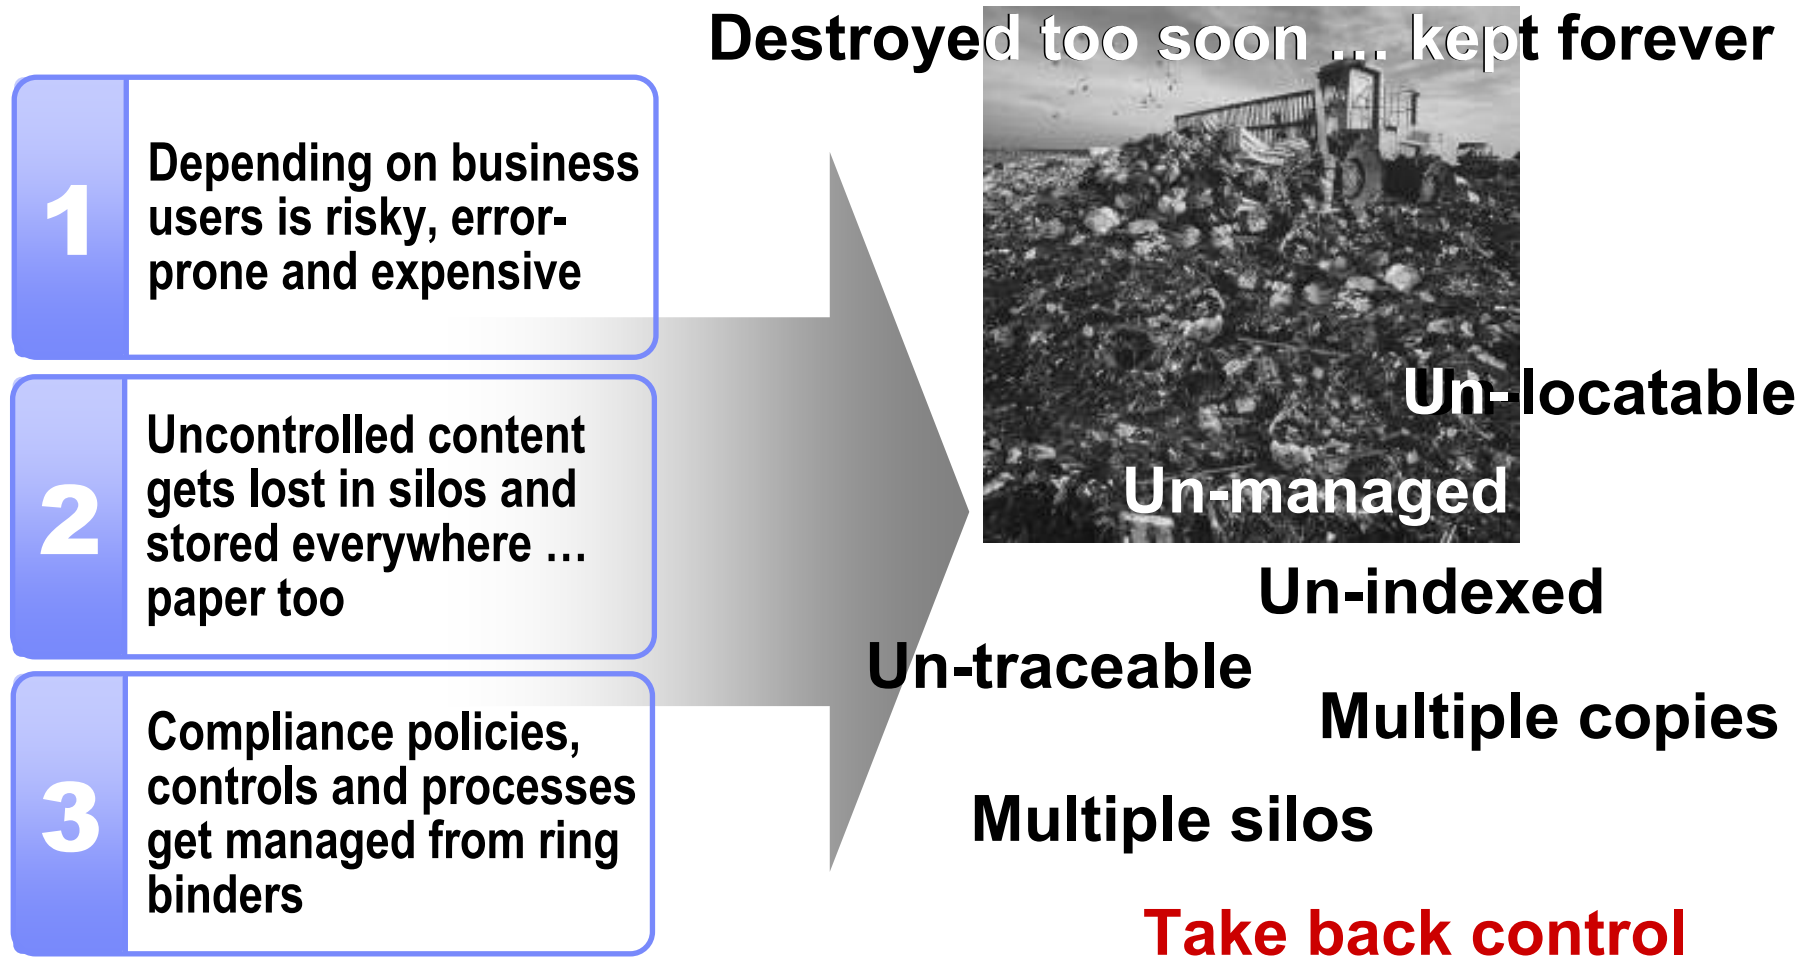 Destroyed too soon ... kept forever
1
Depending on business
users is risky, error-
prone and expensive
2
Uncontrolled content
gets lost in silos and
stored everywhere ...
paper too
3
Compliance policies,
controls and processes
get managed from ring
binders
Un-locatable
Un-managed
Un-indexed
Un-traceable
Multiple copies
Multiple silos
Take back control